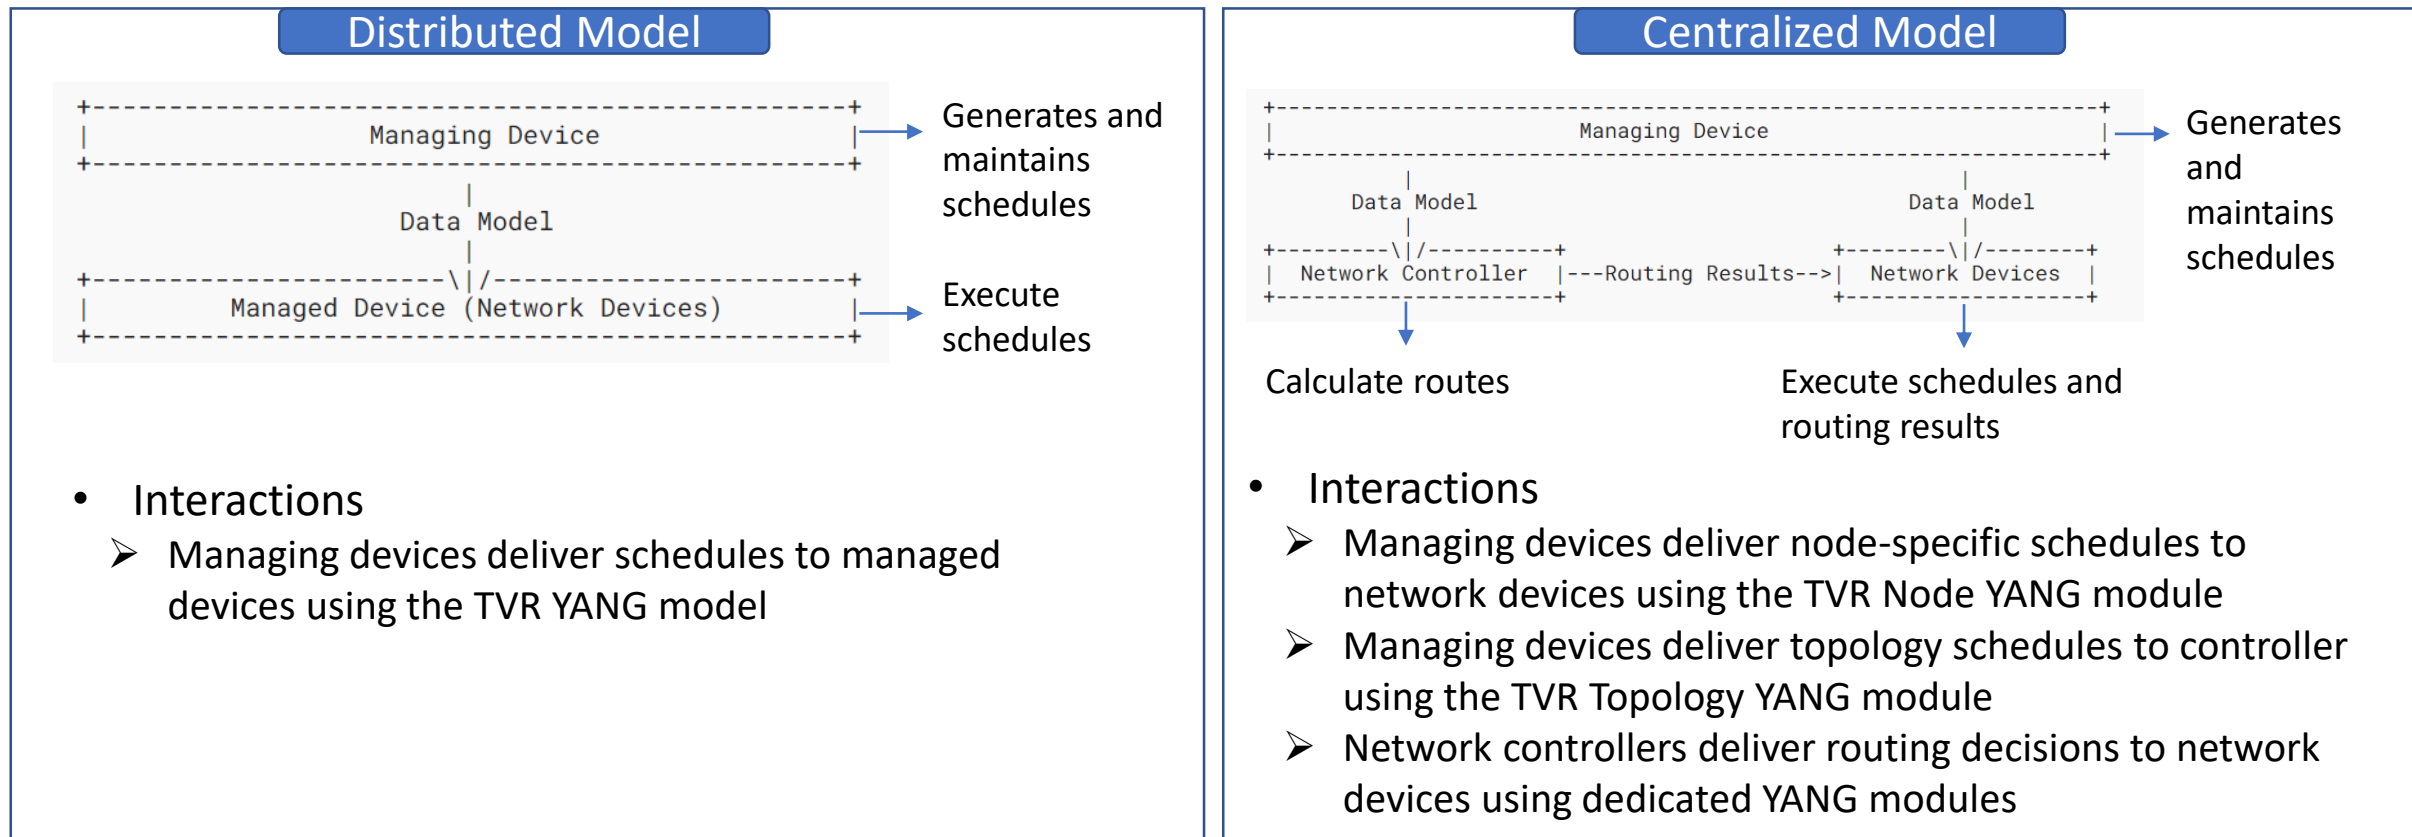 Distributed Model
+-------------------------------------------------+
|                  Managing Device                |
+-------------------------------------------------+
                         |
                    Data Model
                         |
+-----------------------\|/-----------------------+
|         Managed Device (Network Devices)        |
+-------------------------------------------------+
Generates and
maintains
schedules
Execute
schedules
• Interactions
➢ Managing devices deliver schedules to managed
devices using the TVR YANG model
Centralized Model
+-----------------------------------------------------------------+
|                        Managing Device                          |
+-----------------------------------------------------------------+
           |                                           |
       Data Model                                  Data Model
           |                                           |
+---------\|/----------+                     +--------\|/--------+
|  Network Controller  |---Routing Results-->|  Network Devices  |
+----------------------+                     +-------------------+
Generates
and
maintains
schedules
Calculate routes
Execute schedules and
routing results
• Interactions
➢ Managing devices deliver node-specific schedules to
network devices using the TVR Node YANG module
➢ Managing devices deliver topology schedules to controller
using the TVR Topology YANG module
➢ Network controllers deliver routing decisions to network
devices using dedicated YANG modules